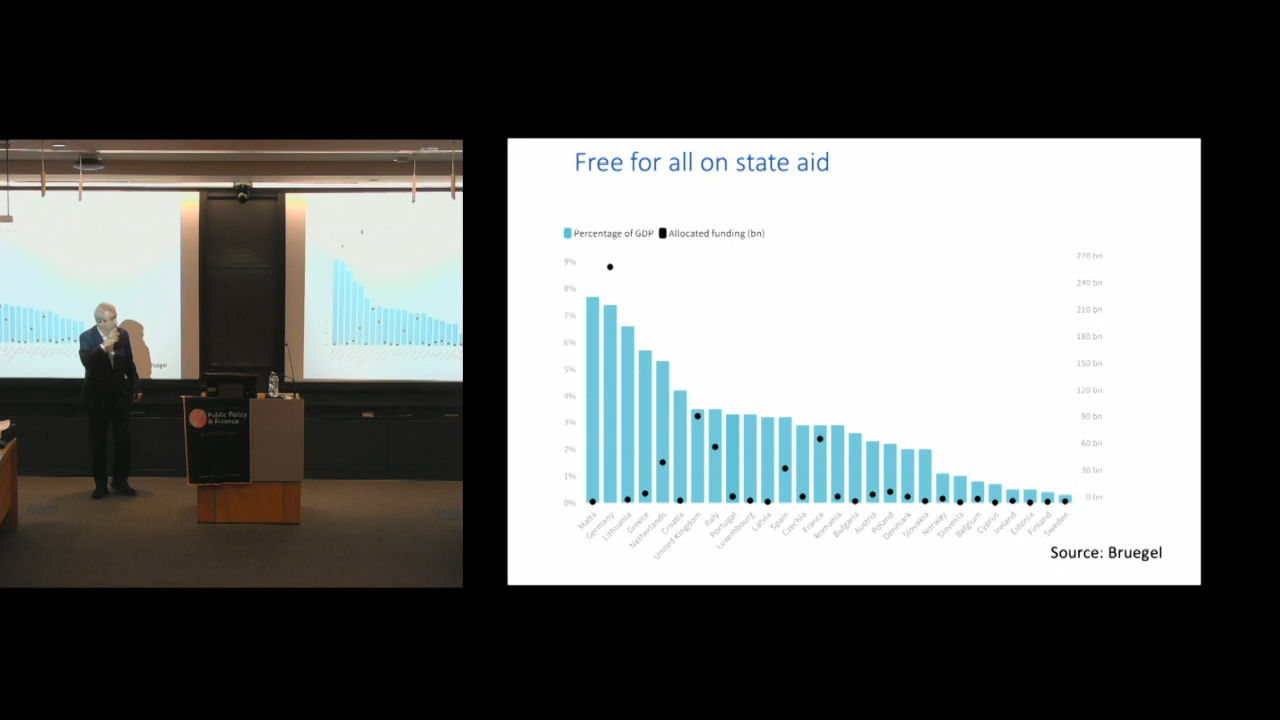 Free for all on state aid
Percentage of GDP Allocated funding (bn)
9%
8%
7%
6%
5%
4%
3%
2%
1%
0%
270 bn
240 bn
210 bn
180 bn
150 bn
120 bn
90 bn
60 bn
30 bn
0 bn
Malta
Germany
Lithuania
Greece
Netherlands
Croatia
United Kingdom
Italy
Portugal
Luxembourg
Latvia
Spain
Czechia
France
Romania
Bulgaria
Austria
Poland
Denmark
Slovakia
Norway
Slovenia
Belgium
Cyprus
Ireland
Estonia
Finland
Sweden
Source: Bruegel
Public Policy
& Finance